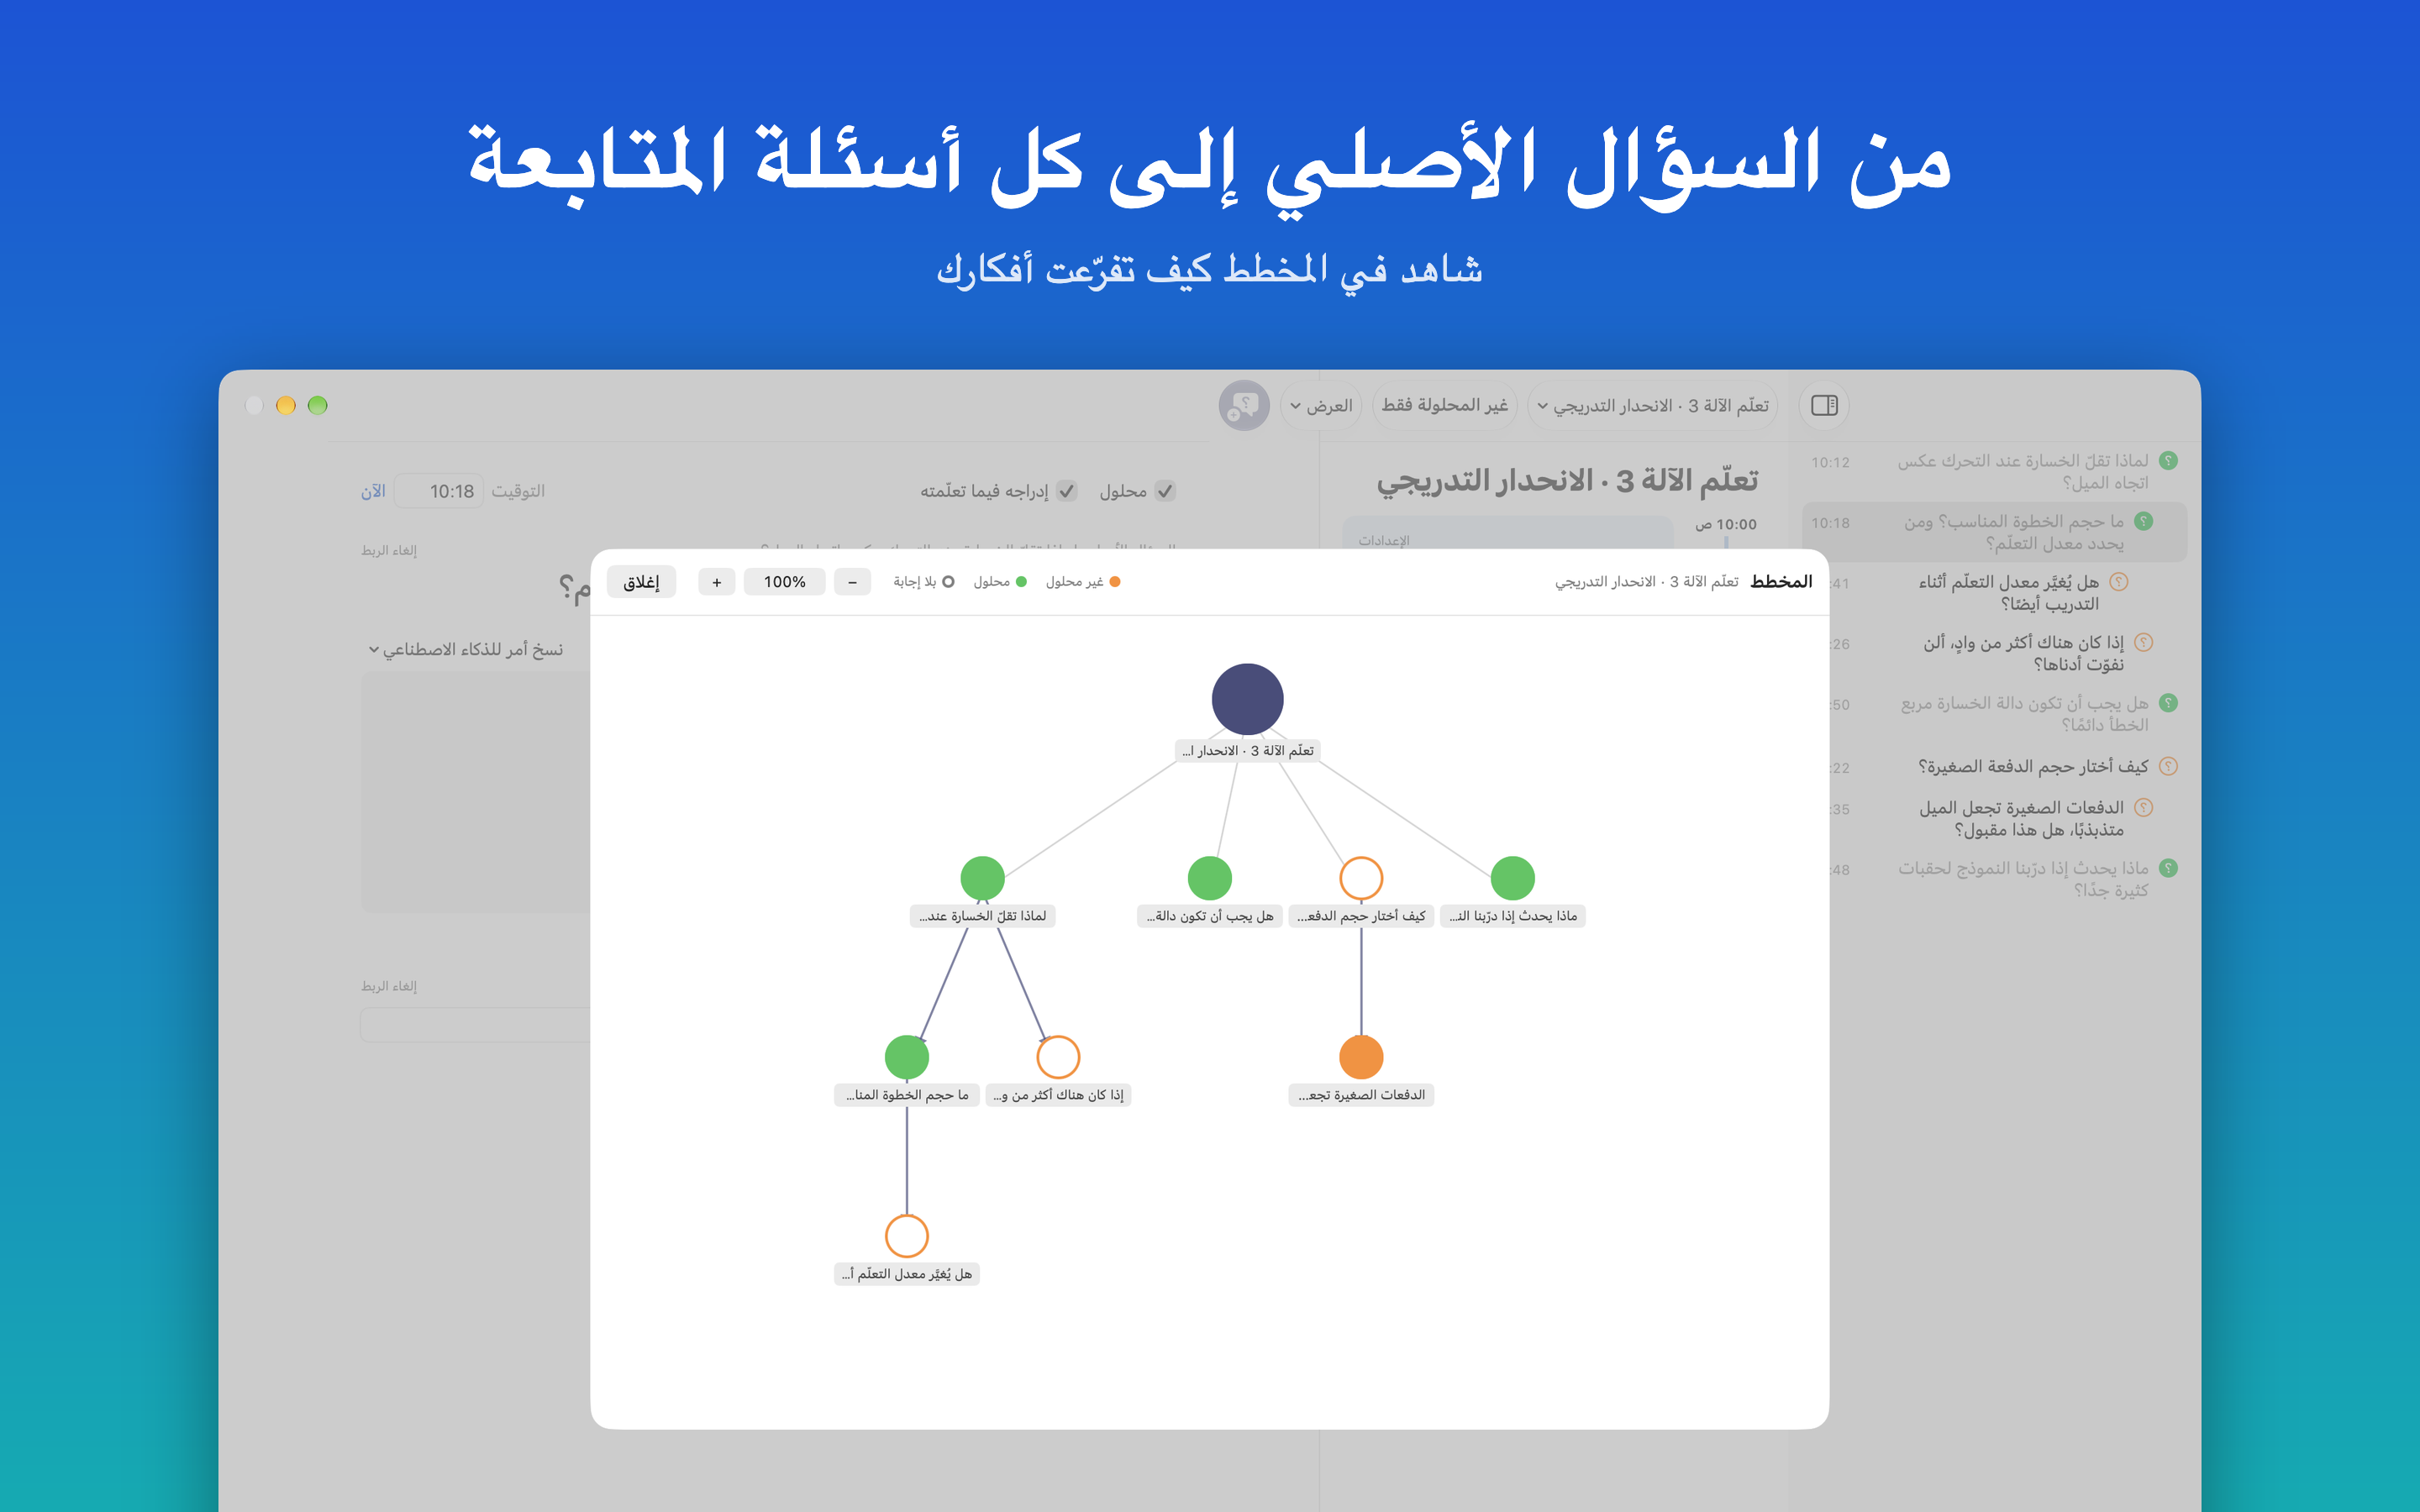 من السؤال الأصلي إلى كل أسئلة المتابعة
شاهد في المخطط كيف تفرّعت أفكارك
تعلّم الآلة 3 · الانحدار التدريجي
غير المحلولة فقط
العرض
لماذا تقلّ الخسارة عند التحرك عكس
اتجاه الميل؟
10:12
ما حجم الخطوة المناسب؟ ومن
يحدد معدل التعلّم؟
10:18
هل يُغيَّر معدل التعلّم أثناء
التدريب أيضًا؟
:41
إذا كان هناك أكثر من وادٍ، ألن
نفوّت أدناها؟
:26
هل يجب أن تكون دالة الخسارة مربع
الخطأ دائمًا؟
:50
كيف أختار حجم الدفعة الصغيرة؟
:22
الدفعات الصغيرة تجعل الميل
متذبذبًا، هل هذا مقبول؟
:35
ماذا يحدث إذا درّبنا النموذج لحقبات
كثيرة جدًا؟
:48
تعلّم الآلة 3 · الانحدار التدريجي
10:00 ص
الإعدادات
محلول
إدراجه فيما تعلّمته
التوقيت
10:18
الآن
إلغاء الربط
م؟
نسخ أمر للذكاء الاصطناعي
إلغاء الربط
المخطط تعلّم الآلة 3 · الانحدار التدريجي
غير محلول
محلول
بلا إجابة
−
100%
+
إغلاق
تعلّم الآلة 3 · الانحدار ا...
ماذا يحدث إذا درّبنا الن...
كيف أختار حجم الدفع...
هل يجب أن تكون دالة...
لماذا تقلّ الخسارة عند...
الدفعات الصغيرة تجع...
إذا كان هناك أكثر من و...
ما حجم الخطوة المنا...
هل يُغيَّر معدل التعلّم أ...